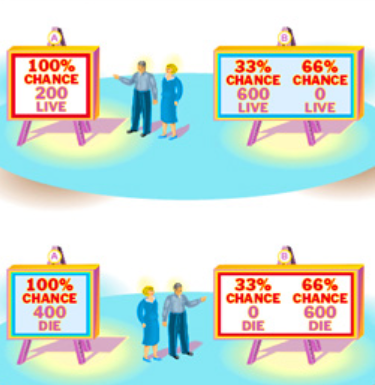 A
100%
CHANCE
200
LIVE
B
33% 66%
CHANCE CHANCE
600 0
LIVE LIVE
A
100%
CHANCE
400
DIE
B
33% 66%
CHANCE CHANCE
0 600
DIE DIE